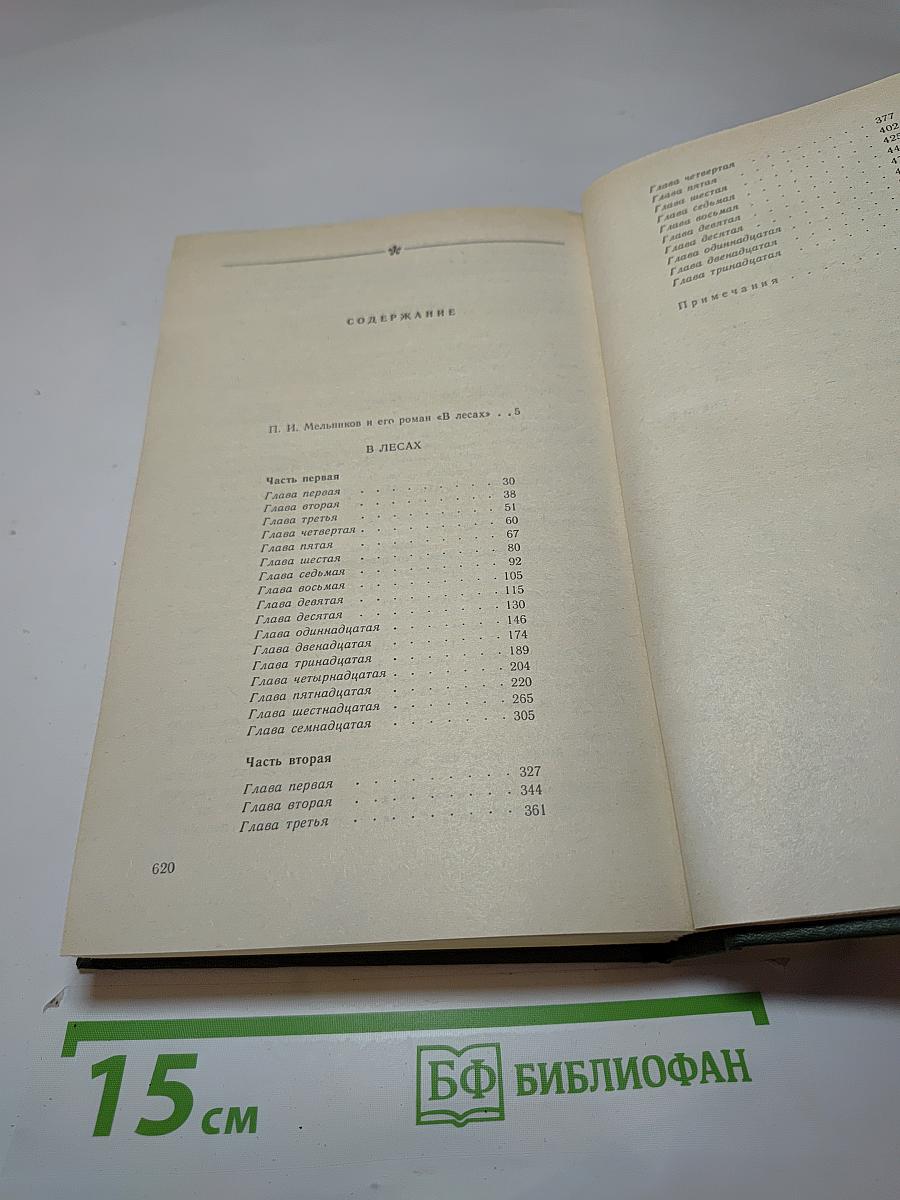 СОДЕРЖАНИЕ
П. И. Мельников и его роман «В лесах» . . 5
В ЛЕСАХ
Часть первая
Глава первая . . . . . . . . . 30
Глава вторая . . . . . . . . . 38
Глава третья . . . . . . . . . 51
Глава четвертая . . . . . . . . . 60
Глава пятая . . . . . . . . . 67
Глава шестая . . . . . . . . . 80
Глава седьмая . . . . . . . . . 92
Глава восьмая . . . . . . . . . 105
Глава девятая . . . . . . . . . 115
Глава десятая . . . . . . . . . 130
Глава одиннадцатая . . . . . . . 146
Глава двенадцатая . . . . . . . 174
Глава тринадцатая . . . . . . . 189
Глава четырнадцатая . . . . . . . 204
Глава пятнадцатая . . . . . . . 220
Глава шестнадцатая . . . . . . . 265
Глава семнадцатая . . . . . . . 305
Часть вторая
Глава первая . . . . . . . . . 327
Глава вторая . . . . . . . . . 344
Глава третья . . . . . . . . . 361
620
Глава четвертая . . . . . . . . . 377
Глава пятая . . . . . . . . . 402
Глава шестая . . . . . . . . . 425
Глава седьмая
Глава восьмая
Глава девятая
Глава десятая
Глава одиннадцатая
Глава двенадцатая
Глава тринадцатая
Примечания
15 см
БФ БИБЛИОФАН